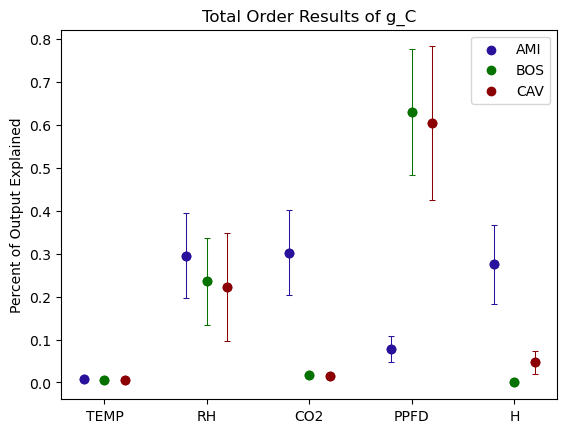 Total Order Results of g_C
AMI
BOS
CAV
Percent of Output Explained
0.8
0.7
0.6
0.5
0.4
0.3
0.2
0.1
0.0
TEMP RH CO2 PPFD H